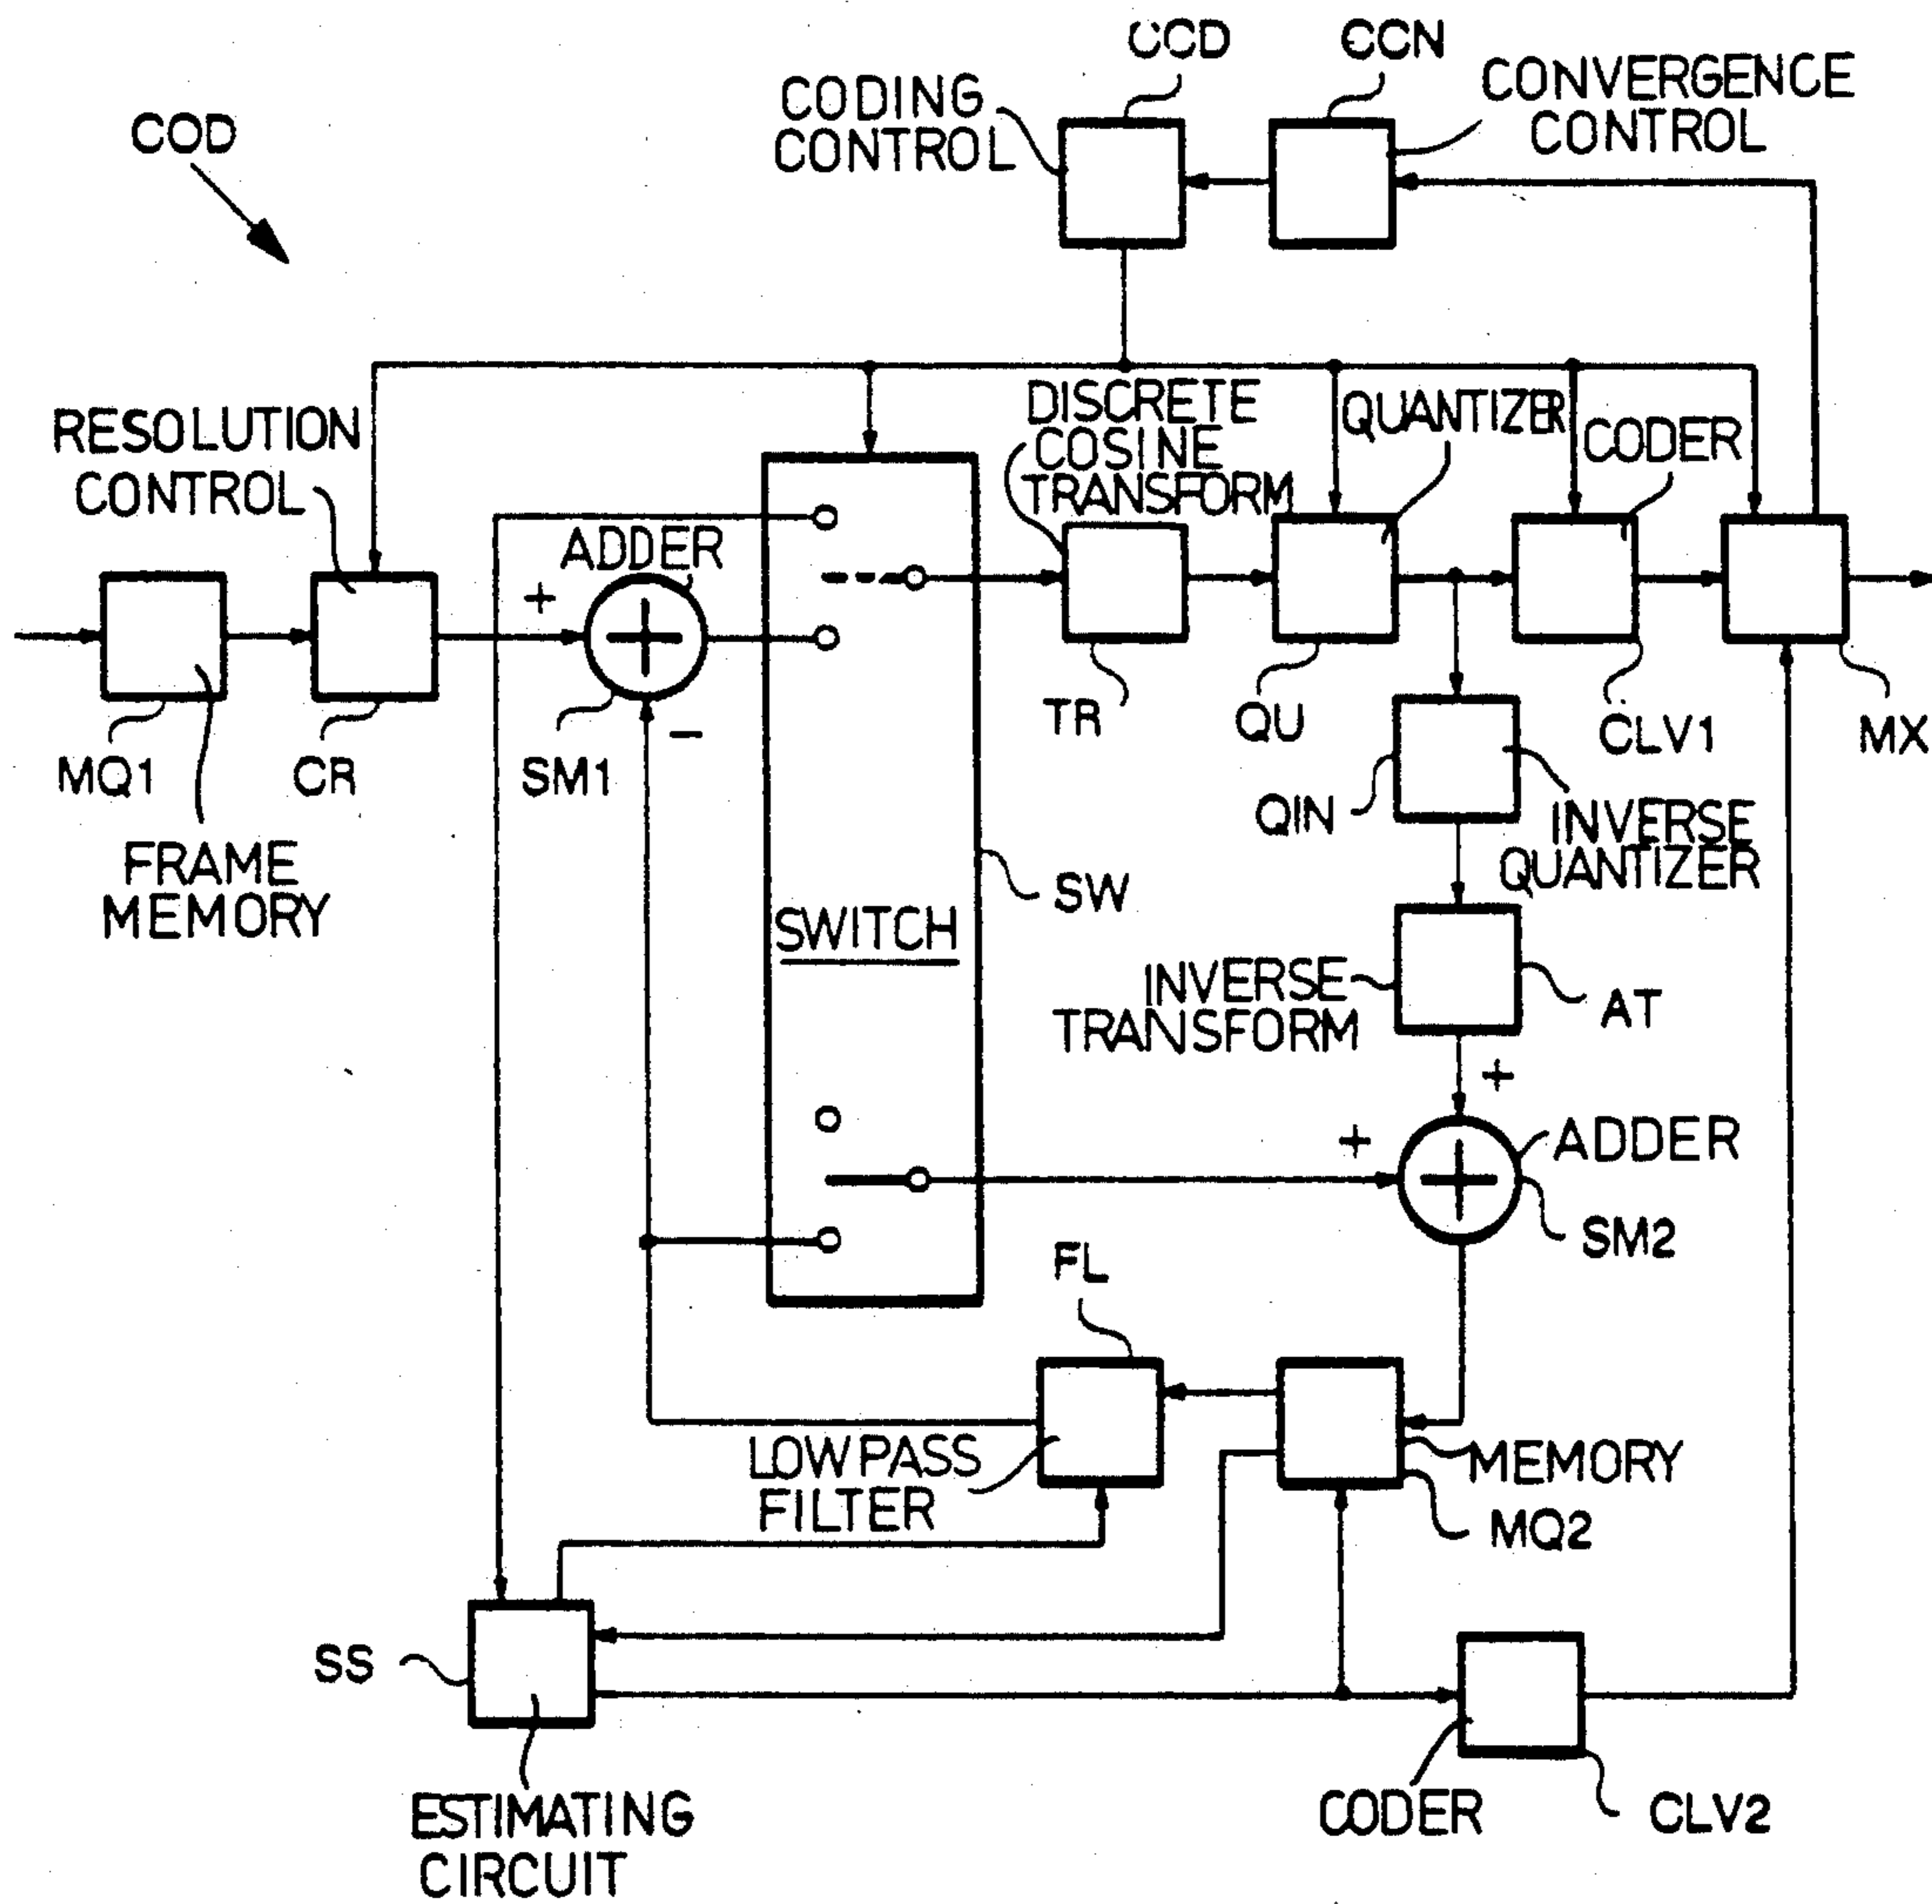 CCD
CCN
CODING
CONTROL
CONVERGENCE
CONTROL
COD
RESOLUTION
CONTROL
DISCRETE
COSINE
TRANSFORM
QUANTIZER
CODER
ADDER
+
−
MQ1
CR
SM1
TR
QU
CLV1
MX
FRAME
MEMORY
QIN
INVERSE
QUANTIZER
SW
SWITCH
INVERSE
TRANSFORM
AT
+
+
ADDER
SM2
FL
LOW PASS
FILTER
MEMORY
MQ2
SS
ESTIMATING
CIRCUIT
CODER
CLV2